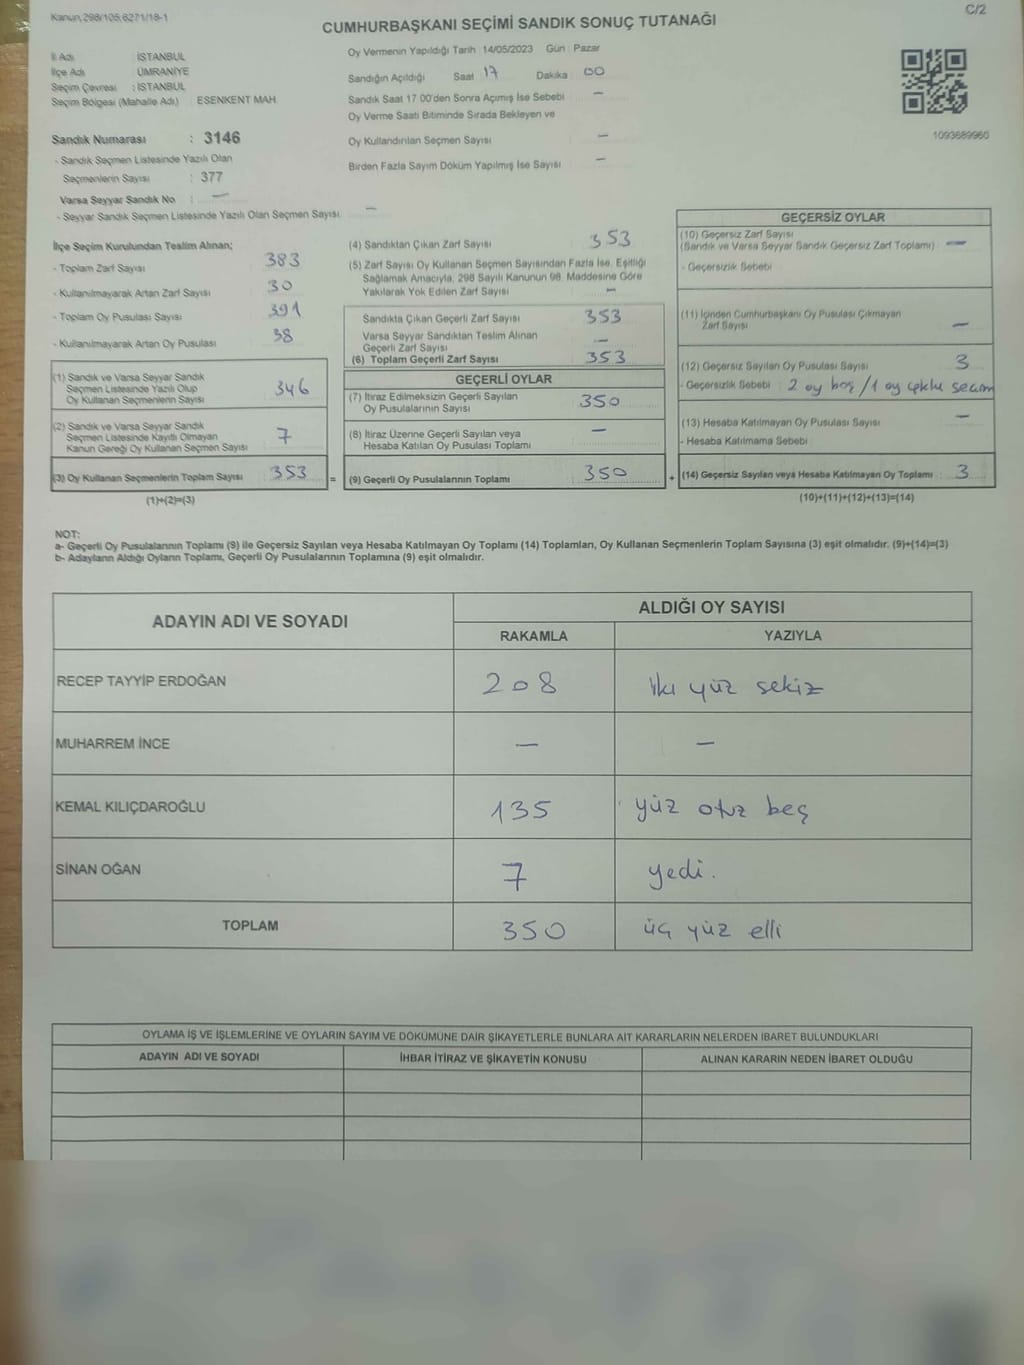 Kanun,298/105,6271/18-1
C/2
CUMHURBAŞKANI SEÇİMİ SANDIK SONUÇ TUTANAĞI
İl Adı : İSTANBUL
İlçe Adı : ÜMRANİYE
Seçim Çevresi : İSTANBUL
Seçim Bölgesi (Mahalle Adı) : ESENKENT MAH.
Sandık Numarası : 3146
- Sandık Seçmen Listesinde Yazılı Olan
Seçmenlerin Sayısı : 377
Varsa Seyyar Sandık No : —
- Seyyar Sandık Seçmen Listesinde Yazılı Olan Seçmen Sayısı : —
Oy Vermenin Yapıldığı Tarih : 14/05/2023 Gün : Pazar
Sandığın Açıldığı Saat 17 Dakika 00
Sandık Saat 17:00'den Sonra Açılmış İse Sebebi : —
Oy Verme Saati Bitiminde Sırada Bekleyen ve
Oy Kullandırılan Seçmen Sayısı —
Birden Fazla Sayım Döküm Yapılmış İse Sayısı —
1093689960
İlçe Seçim Kurulundan Teslim Alınan;
- Toplam Zarf Sayısı 383
- Kullanılmayarak Artan Zarf Sayısı 30
- Toplam Oy Pusulası Sayısı 391
- Kullanılmayarak Artan Oy Pusulası 38
(1) Sandık ve Varsa Seyyar Sandık
Seçmen Listesinde Yazılı Olup
Oy Kullanan Seçmenlerin Sayısı 346
(2) Sandık ve Varsa Seyyar Sandık
Seçmen Listesinde Kayıtlı Olmayan
Kanun Gereği Oy Kullanan Seçmen Sayısı 7
(3) Oy Kullanan Seçmenlerin Toplam Sayısı 353 =
(1)+(2)=(3)
(4) Sandıktan Çıkan Zarf Sayısı 353
(5) Zarf Sayısı Oy Kullanan Seçmen Sayısından Fazla İse, Eşitliği
Sağlamak Amacıyla, 298 Sayılı Kanunun 98. Maddesine Göre
Yakılarak Yok Edilen Zarf Sayısı —
Sandıkta Çıkan Geçerli Zarf Sayısı 353
Varsa Seyyar Sandıktan Teslim Alınan
Geçerli Zarf Sayısı —
(6) Toplam Geçerli Zarf Sayısı 353
GEÇERLİ OYLAR
(7) İtiraz Edilmeksizin Geçerli Sayılan
Oy Pusulalarının Sayısı 350
(8) İtiraz Üzerine Geçerli Sayılan veya
Hesaba Katılan Oy Pusulası Toplamı —
(9) Geçerli Oy Pusulalarının Toplamı 350 +
GEÇERSİZ OYLAR
(10) Geçersiz Zarf Sayısı
(Sandık ve Varsa Seyyar Sandık Geçersiz Zarf Toplamı) —
- Geçersizlik Sebebi
(11) İçinden Cumhurbaşkanı Oy Pusulası Çıkmayan
Zarf Sayısı —
(12) Geçersiz Sayılan Oy Pusulası Sayısı 3
- Geçersizlik Sebebi : 2 oy boş / 1 oy çoklu seçim
(13) Hesaba Katılmayan Oy Pusulası Sayısı —
- Hesaba Katılmama Sebebi
(14) Geçersiz Sayılan veya Hesaba Katılmayan Oy Toplamı : 3
(10)+(11)+(12)+(13)=(14)
NOT:
a- Geçerli Oy Pusulalarının Toplamı (9) ile Geçersiz Sayılan veya Hesaba Katılmayan Oy Toplamı (14) Toplamları, Oy Kullanan Seçmenlerin Toplam Sayısına (3) eşit olmalıdır. (9)+(14)=(3)
b- Adayların Aldığı Oyların Toplamı, Geçerli Oy Pusulalarının Toplamına (9) eşit olmalıdır.
ADAYIN ADI VE SOYADI
ALDIĞI OY SAYISI
RAKAMLA YAZIYLA
RECEP TAYYİP ERDOĞAN 208 iki yüz sekiz
MUHARREM İNCE — —
KEMAL KILIÇDAROĞLU 135 yüz otuz beş
SİNAN OĞAN 7 yedi.
TOPLAM 350 üç yüz elli
OYLAMA İŞ VE İŞLEMLERİNE VE OYLARIN SAYIM VE DÖKÜMÜNE DAİR ŞİKAYETLERLE BUNLARA AİT KARARLARIN NELERDEN İBARET BULUNDUKLARI
ADAYIN ADI VE SOYADI İHBAR İTİRAZ VE ŞİKAYETİN KONUSU ALINAN KARARIN NEDEN İBARET OLDUĞU